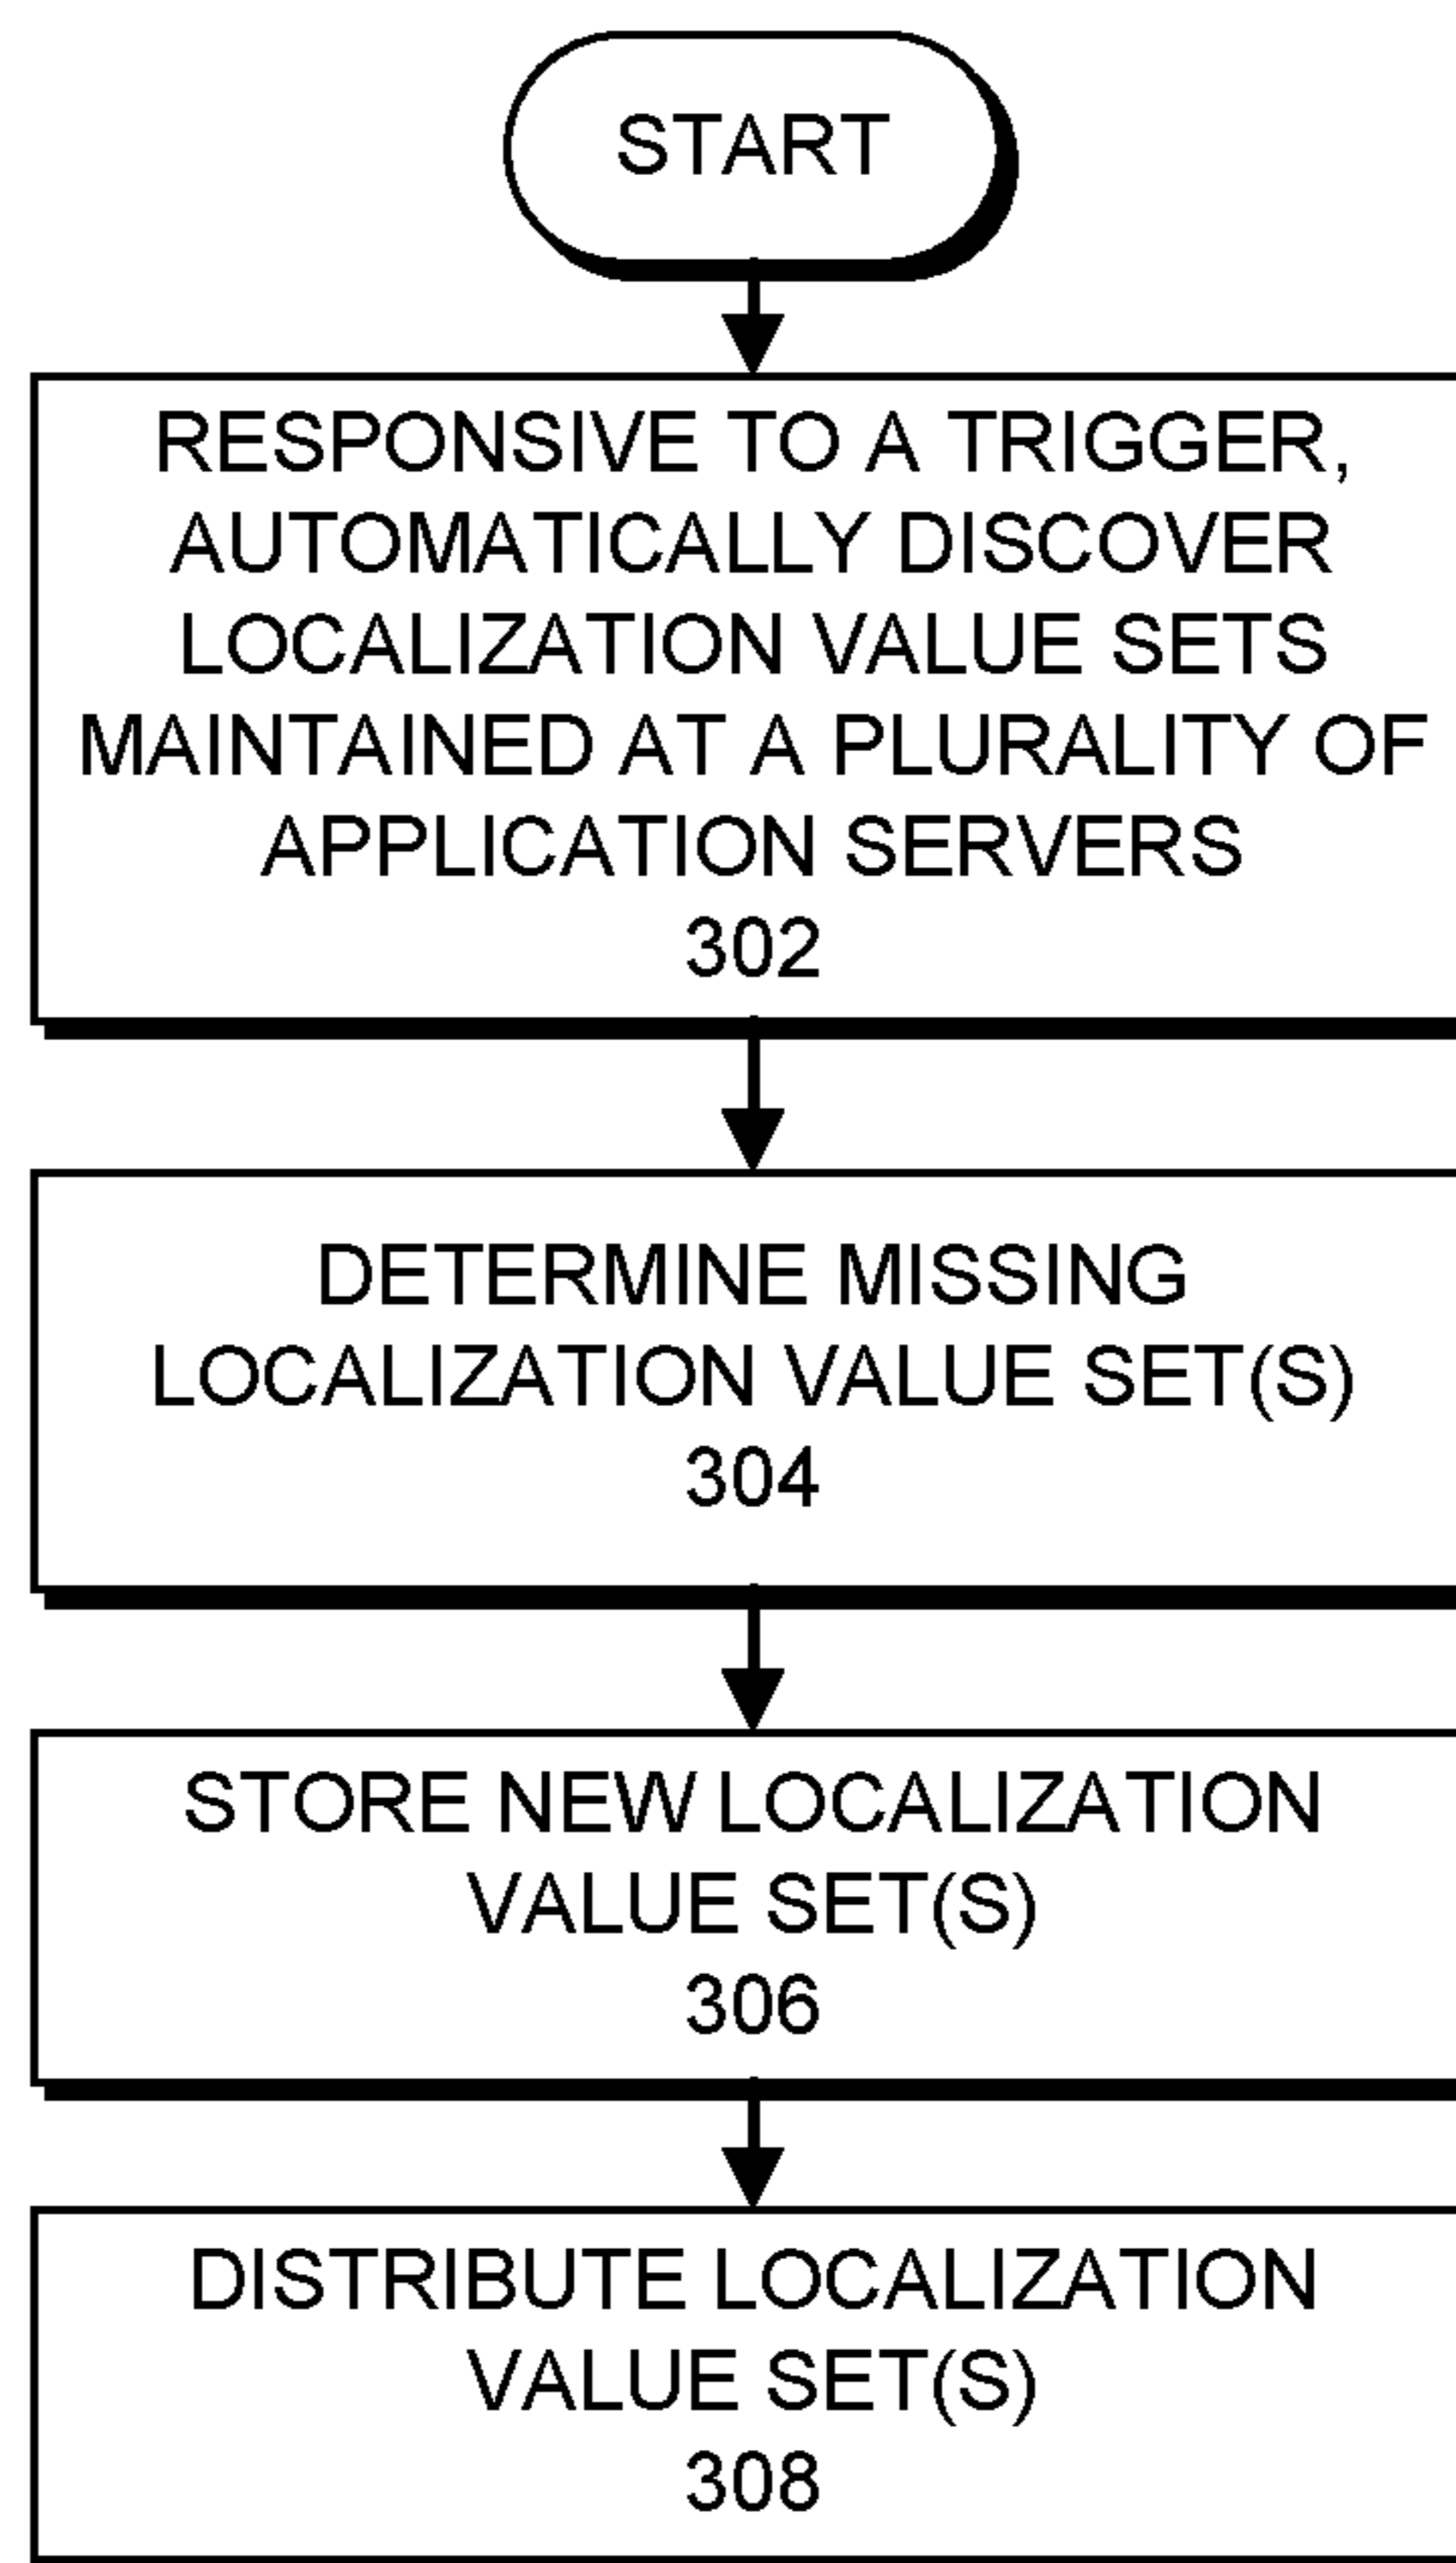 START
RESPONSIVE TO A TRIGGER,
AUTOMATICALLY DISCOVER
LOCALIZATION VALUE SETS
MAINTAINED AT A PLURALITY OF
APPLICATION SERVERS
302
DETERMINE MISSING
LOCALIZATION VALUE SET(S)
304
STORE NEW LOCALIZATION
VALUE SET(S)
306
DISTRIBUTE LOCALIZATION
VALUE SET(S)
308